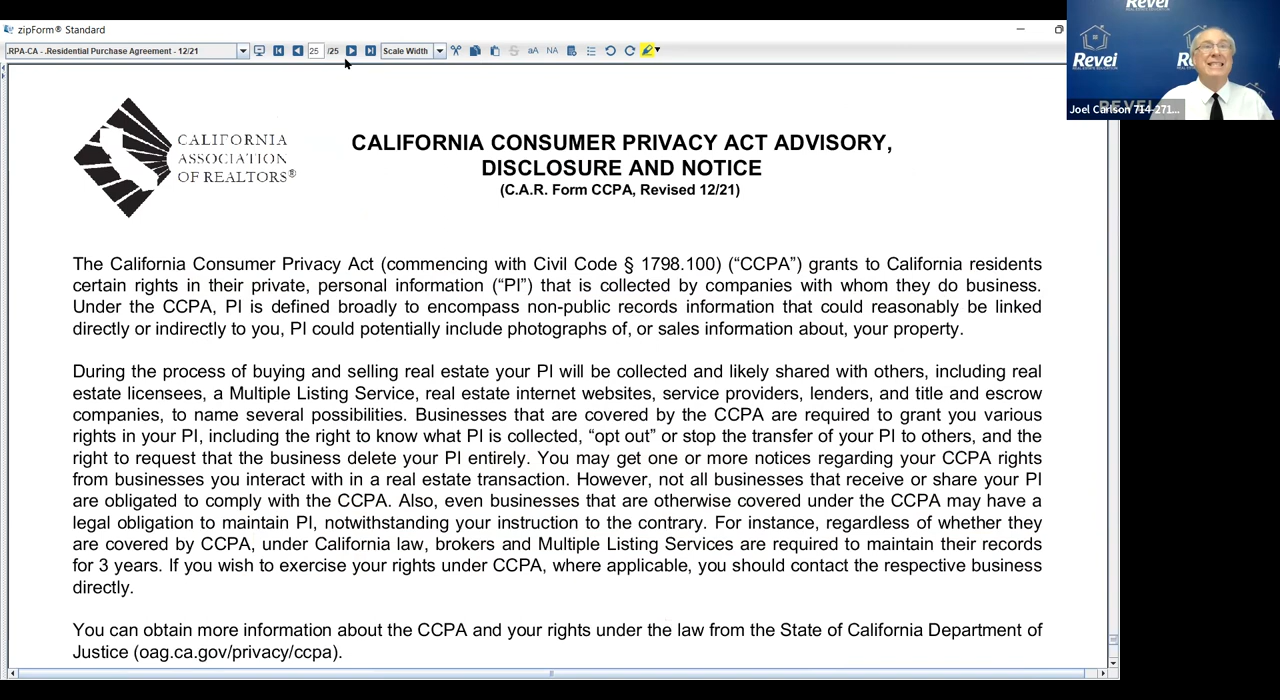 zipForm® Standard
.RPA-CA - .Residential Purchase Agreement - 12/21
25 /25 Scale Width S aA NA
Revei
Revei
Joel Carlson 714-271...
CALIFORNIA
ASSOCIATION
OF REALTORS®
CALIFORNIA CONSUMER PRIVACY ACT ADVISORY,
DISCLOSURE AND NOTICE
(C.A.R. Form CCPA, Revised 12/21)
The California Consumer Privacy Act (commencing with Civil Code § 1798.100) (“CCPA”) grants to California residents
certain rights in their private, personal information (“PI”) that is collected by companies with whom they do business.
Under the CCPA, PI is defined broadly to encompass non-public records information that could reasonably be linked
directly or indirectly to you, PI could potentially include photographs of, or sales information about, your property.
During the process of buying and selling real estate your PI will be collected and likely shared with others, including real
estate licensees, a Multiple Listing Service, real estate internet websites, service providers, lenders, and title and escrow
companies, to name several possibilities. Businesses that are covered by the CCPA are required to grant you various
rights in your PI, including the right to know what PI is collected, “opt out” or stop the transfer of your PI to others, and the
right to request that the business delete your PI entirely. You may get one or more notices regarding your CCPA rights
from businesses you interact with in a real estate transaction. However, not all businesses that receive or share your PI
are obligated to comply with the CCPA. Also, even businesses that are otherwise covered under the CCPA may have a
legal obligation to maintain PI, notwithstanding your instruction to the contrary. For instance, regardless of whether they
are covered by CCPA, under California law, brokers and Multiple Listing Services are required to maintain their records
for 3 years. If you wish to exercise your rights under CCPA, where applicable, you should contact the respective business
directly.
You can obtain more information about the CCPA and your rights under the law from the State of California Department of
Justice (oag.ca.gov/privacy/ccpa).